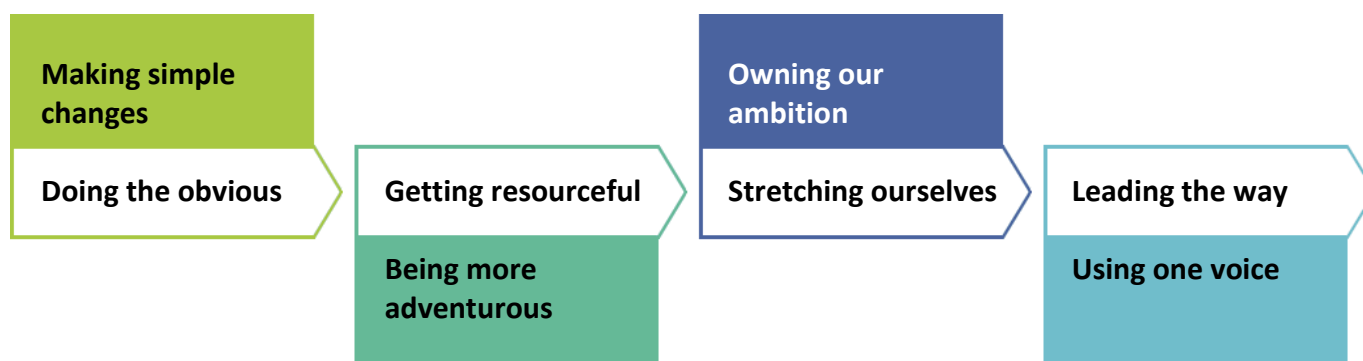 Making simple
changes
Doing the obvious
Getting resourceful
Being more
adventurous
Owning our
ambition
Stretching ourselves
Leading the way
Using one voice